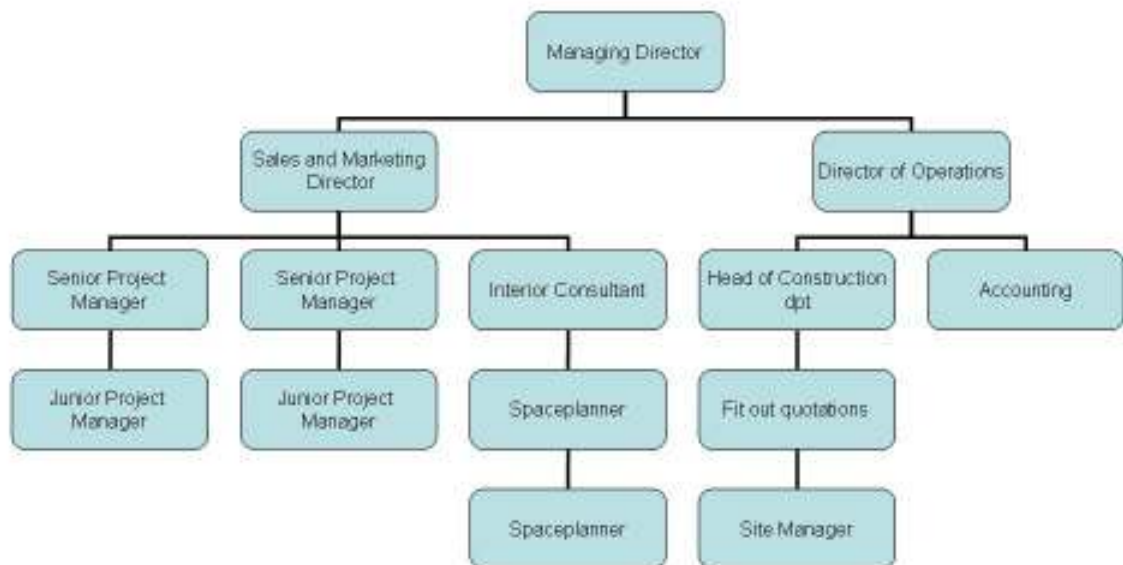 Managing Director
Sales and Marketing
Director
Director of Operations
Senior Project
Manager
Senior Project
Manager
Interior Consultant
Head of Construction
dpt
Accounting
Junior Project
Manager
Junior Project
Manager
Spaceplanner
Fit out quotations
Spaceplanner
Site Manager